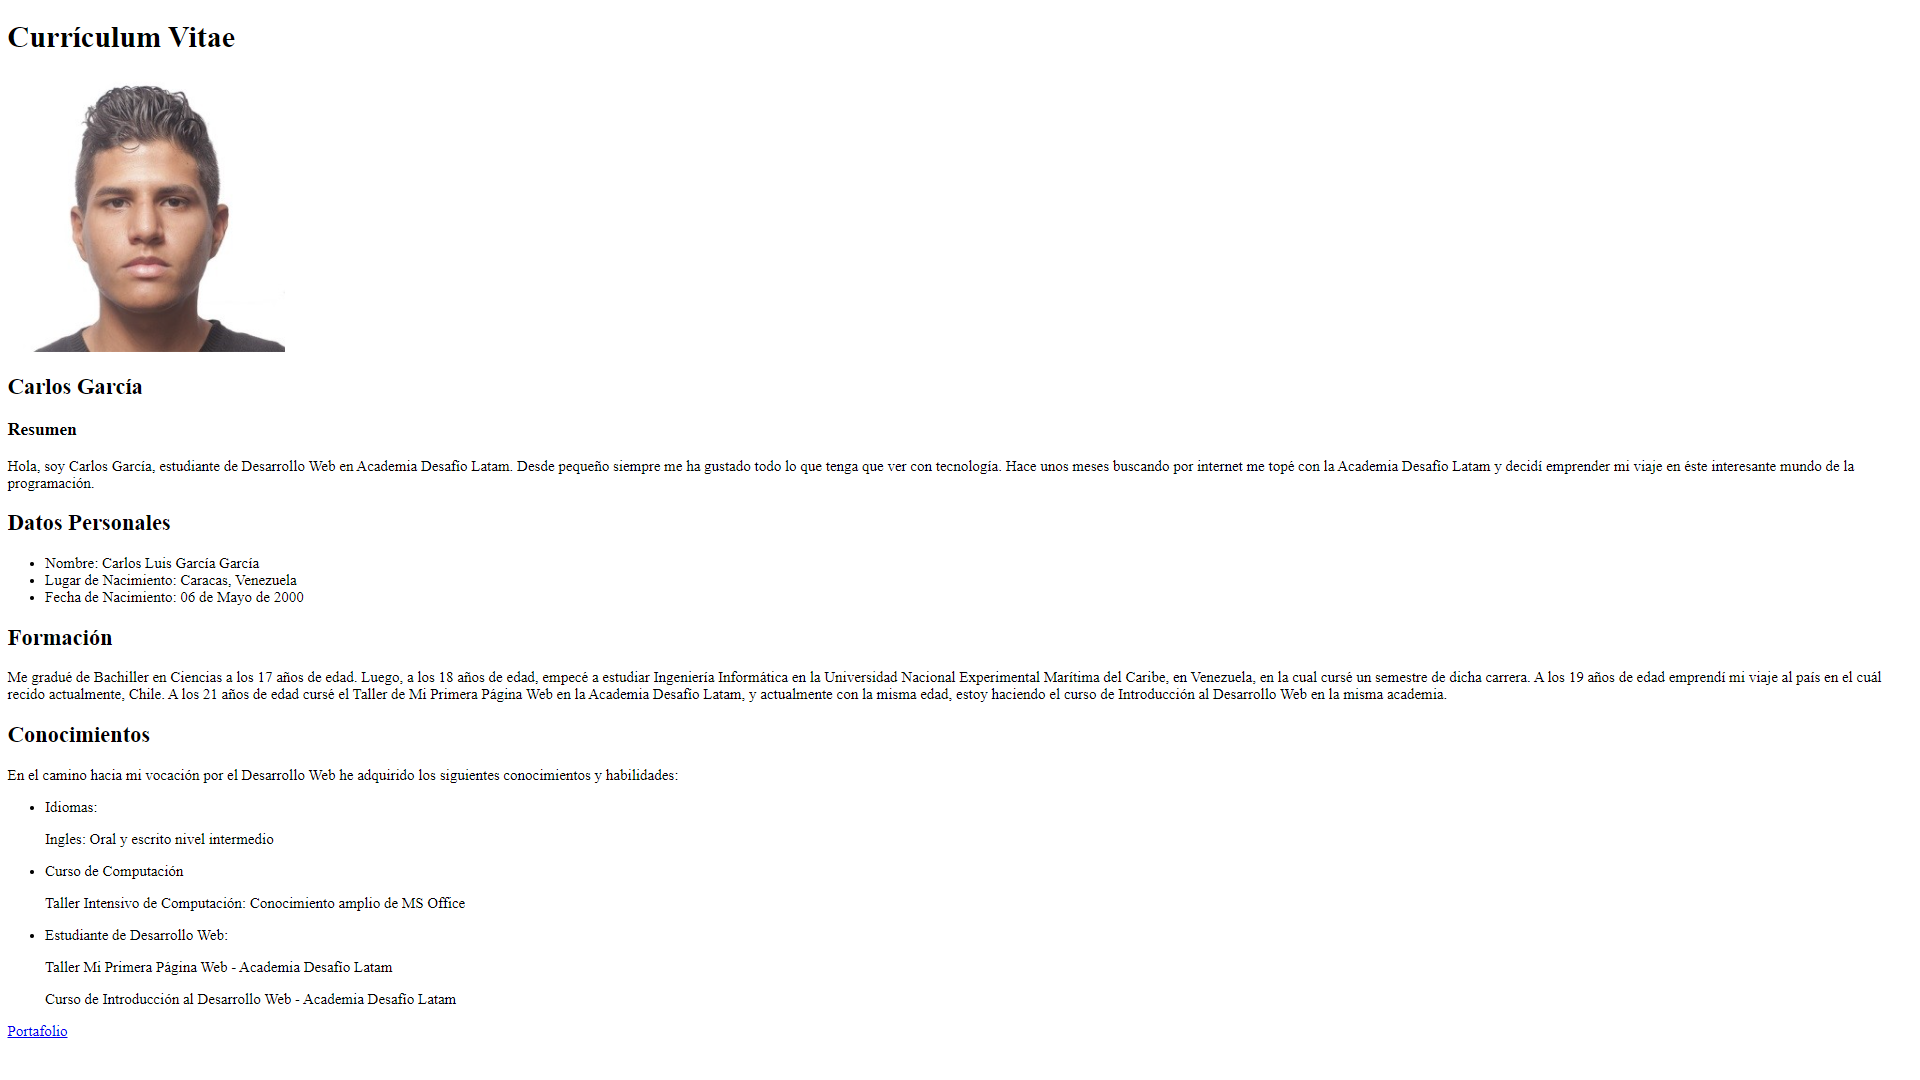 Currículum Vitae
Carlos García
Resumen
Hola, soy Carlos García, estudiante de Desarrollo Web en Academia Desafío Latam. Desde pequeño siempre me ha gustado todo lo que tenga que ver con tecnología. Hace unos meses buscando por internet me topé con la Academia Desafío Latam y decidí emprender mi viaje en éste interesante mundo de la
programación.
Datos Personales
• Nombre: Carlos Luis García García
• Lugar de Nacimiento: Caracas, Venezuela
• Fecha de Nacimiento: 06 de Mayo de 2000
Formación
Me gradué de Bachiller en Ciencias a los 17 años de edad. Luego, a los 18 años de edad, empecé a estudiar Ingeniería Informática en la Universidad Nacional Experimental Marítima del Caribe, en Venezuela, en la cual cursé un semestre de dicha carrera. A los 19 años de edad emprendí mi viaje al país en el cuál
recido actualmente, Chile. A los 21 años de edad cursé el Taller de Mi Primera Página Web en la Academia Desafío Latam, y actualmente con la misma edad, estoy haciendo el curso de Introducción al Desarrollo Web en la misma academia.
Conocimientos
En el camino hacia mi vocación por el Desarrollo Web he adquirido los siguientes conocimientos y habilidades:
• Idiomas:
Ingles: Oral y escrito nivel intermedio
• Curso de Computación
Taller Intensivo de Computación: Conocimiento amplio de MS Office
• Estudiante de Desarrollo Web:
Taller Mi Primera Página Web - Academia Desafío Latam
Curso de Introducción al Desarrollo Web - Academia Desafío Latam
Portafolio